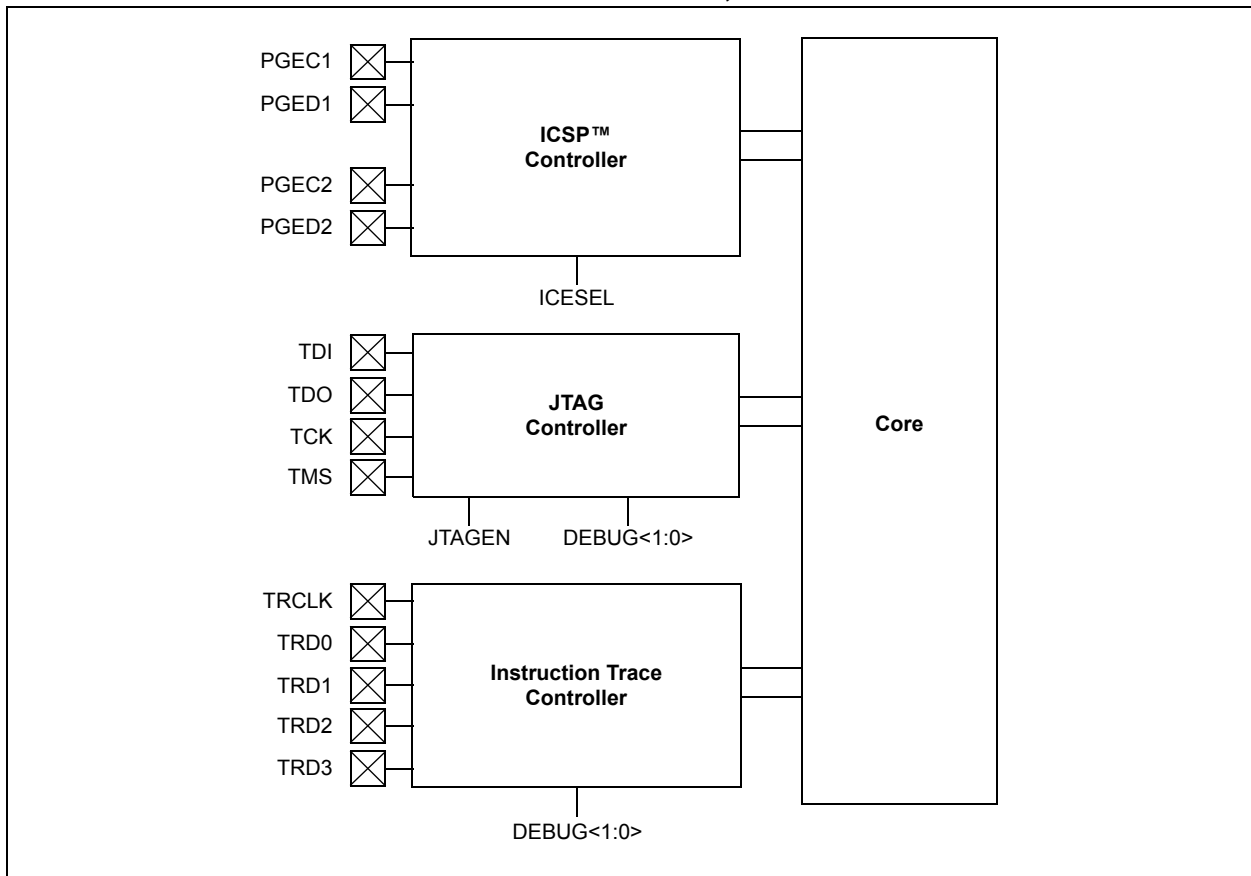 PGEC1
PGED1
ICSP™
Controller
PGEC2
PGED2
ICESEL
TDI
TDO
JTAG
Controller
Core
TCK
TMS
JTAGEN DEBUG<1:0>
TRCLK
TRD0
Instruction Trace
Controller
TRD1
TRD2
TRD3
DEBUG<1:0>